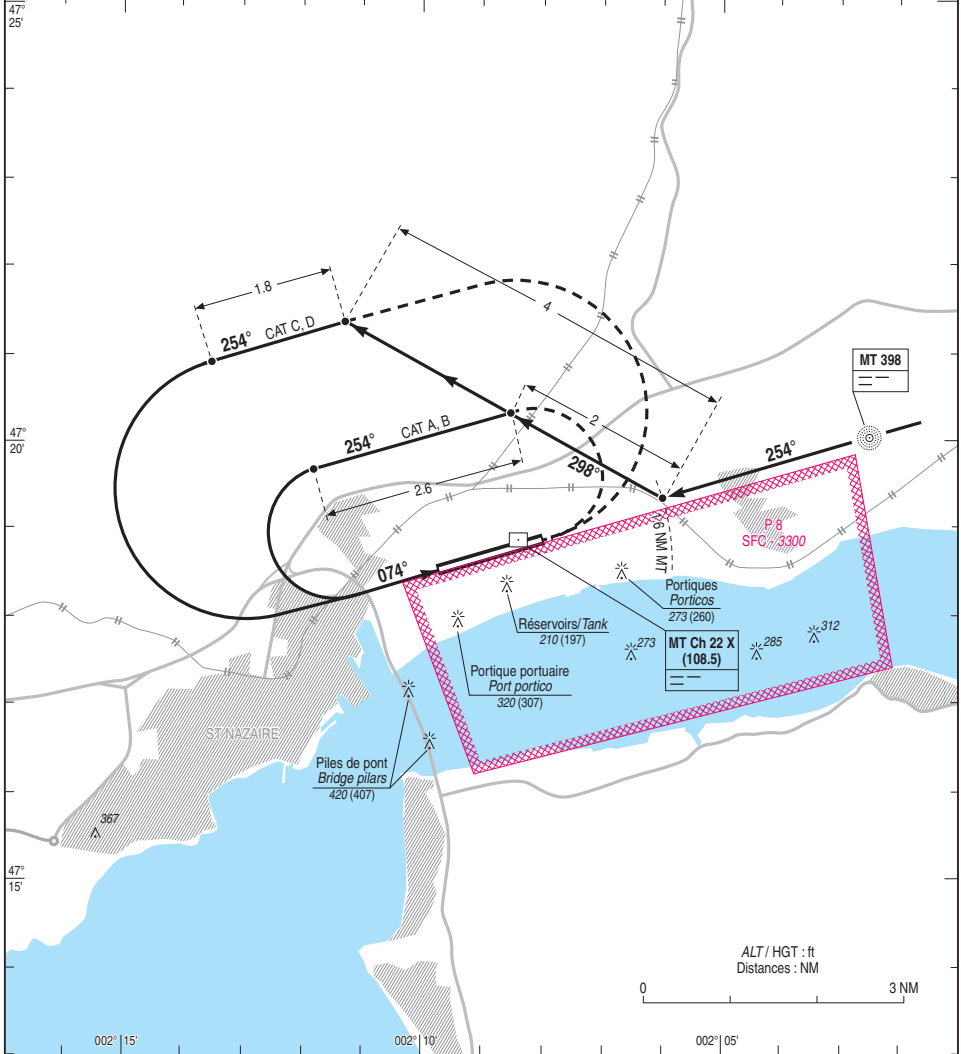 47°
25'
1.8
254° CAT C, D
4
MT 398
47°
20'
2
254° CAT A, B
254°
298°
2.6
1.6 NM MT
P 8
SFC - 3300
074°
Portiques
Porticos
273 (260)
Réservoirs/Tank
210 (197)
273
285
312
MT Ch 22 X
(108.5)
Portique portuaire
Port portico
320 (307)
ST NAZAIRE
Piles de pont
Bridge pilars
420 (407)
367
47°
15'
ALT / HGT : ft
Distances : NM
0
3 NM
002° 15'
002° 10'
002° 05'